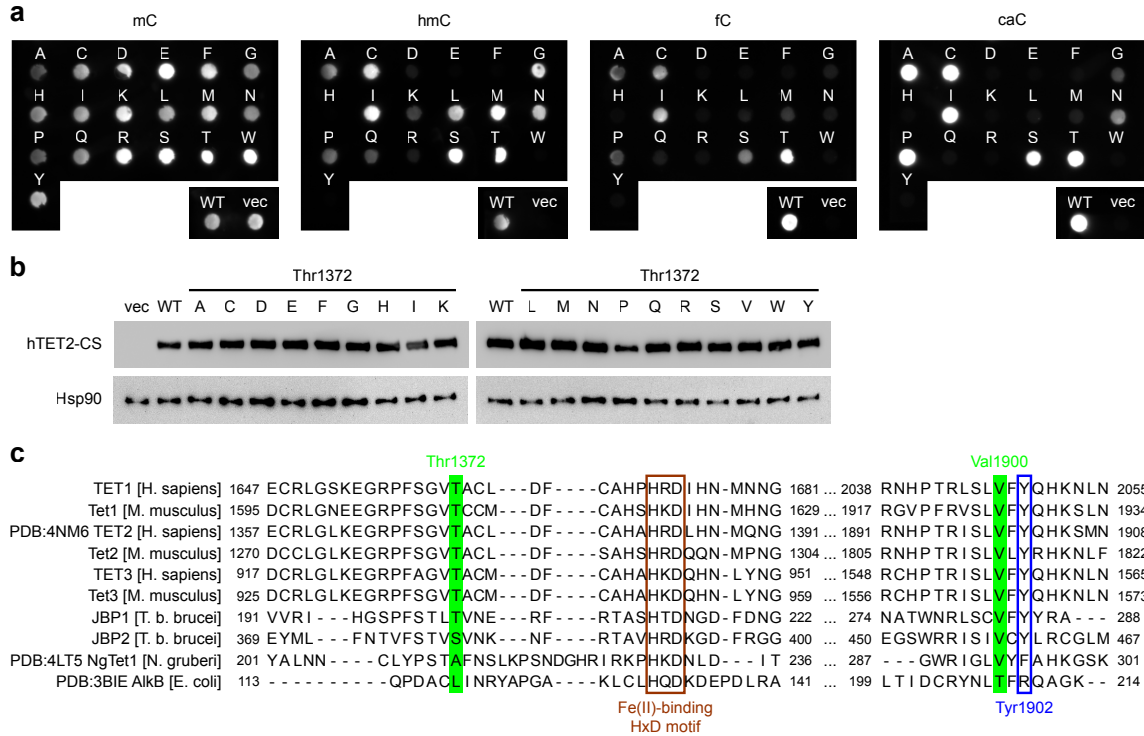 a
mC hmC fC caC
A C D E F G A C D E F G A C D E F G A C D E F G
H I K L M N H I K L M N H I K L M N H I K L M N
P Q R S T W P Q R S T W P Q R S T W P Q R S T W
Y Y Y Y
WT vec WT vec WT vec WT vec
b
Thr1372 Thr1372
vec WT A C D E F G H I K WT L M N P Q R S V W Y
hTET2-CS
Hsp90
c
Thr1372 Val1900
TET1 [H. sapiens] 1647 ECRLGSKEGRPFSGVTACL---DF---CAHPHRDIHN-MNNG 1681 ... 2038 RNHPTRLSLVFYQHKNLN 2055
Tet1 [M. musculus] 1595 DCRLGNEEGRPFSGVTCCM---DF---CAHSHKDIHN-MHNG 1629 ... 1917 RGVPFRVSLVFYQHKSLN 1934
PDB:4NM6 TET2 [H. sapiens] 1357 ECRLGLKEGRPFSGVTACL---DF---CAHAHRDLHN-MQNG 1391 ... 1891 RNHPTRISLVFYQHKSMN 1908
Tet2 [M. musculus] 1270 DCCLGLKEGRPFSGVTACL---DF---SAHSHRDQQN-MPNG 1304 ... 1805 RNHPTRISLVLYRHKNLF 1822
TET3 [H. sapiens] 917 DCRLGLKEGRPFAGVTACM---DF---CAHAHKDQHN-LYNG 951 ... 1548 RCHPTRISLVFYQHKNLN 1565
Tet3 [M. musculus] 925 DCRLGLKEGRPFSGVTACM---DF---CAHAHKDQHN-LYNG 959 ... 1556 RCHPTRISLVFYQHKNLN 1573
JBP1 [T. b. brucei] 191 VVRI---HGSPFSTLTVNE---RF---RTASHTDNGD-FDNG 222 ... 274 NATWNRLSCVFYYRA--- 288
JBP2 [T. b. brucei] 369 EYML---FNTVFSTVSVNK---NF---RTAVHRDKGD-FRGG 400 ... 450 EGSWRRISIVCYLRCGLM 467
PDB:4LT5 NgTet1 [N. gruberi] 201 YALNN----CLYPSTAFNSLKPSNDGHRIRKPHKDNLD---IT 236 ... 287 ---GWRIGLVYFAHKGSK 301
PDB:3BIE AlkB [E. coli] 113 ----------QPDACLINRYAPGA---KLCLHQDKDEPDLRA 141 ... 199 LTIDCRYNLTFRQAGK-- 214
Fe(II)-binding
HxD motif
Tyr1902